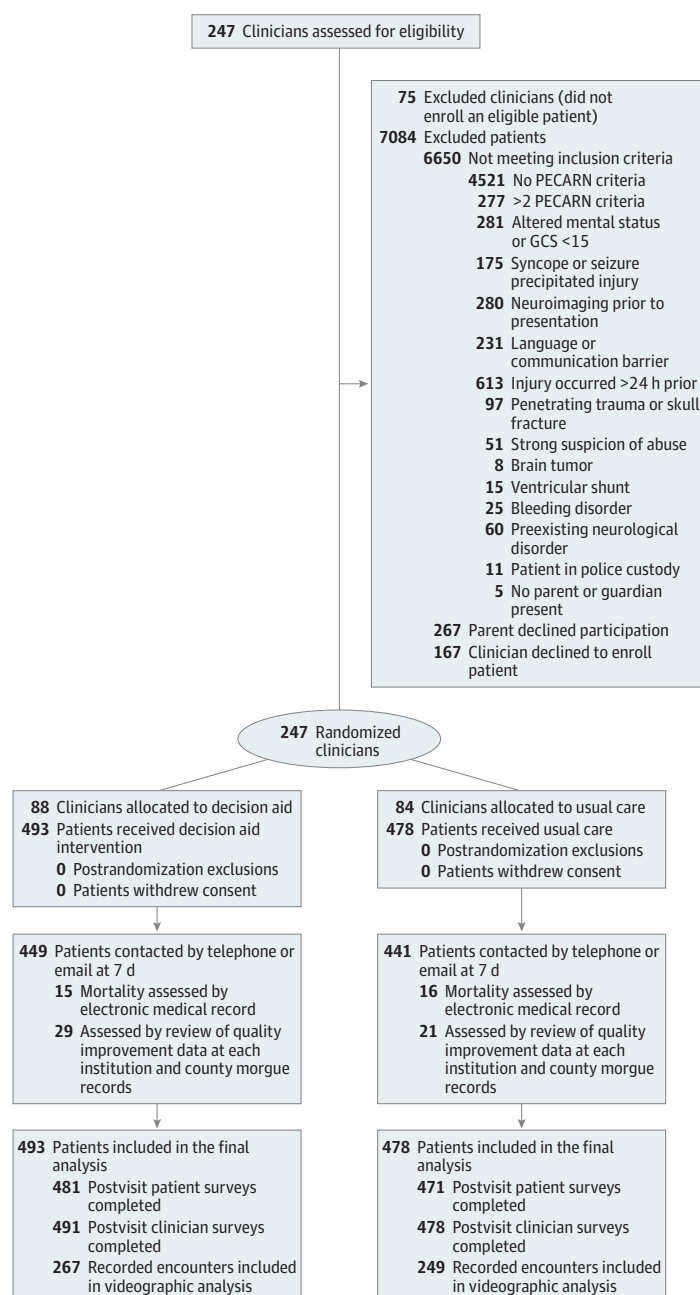 247 Clinicians assessed for eligibility
75 Excluded clinicians (did not
enroll an eligible patient)
7084 Excluded patients
6650 Not meeting inclusion criteria
4521 No PECARN criteria
277 >2 PECARN criteria
281 Altered mental status
or GCS <15
175 Syncope or seizure
precipitated injury
280 Neuroimaging prior to
presentation
231 Language or
communication barrier
613 Injury occurred >24 h prior
97 Penetrating trauma or skull
fracture
51 Strong suspicion of abuse
8 Brain tumor
15 Ventricular shunt
25 Bleeding disorder
60 Preexisting neurological
disorder
11 Patient in police custody
5 No parent or guardian
present
267 Parent declined participation
167 Clinician declined to enroll
patient
247 Randomized
clinicians
88 Clinicians allocated to decision aid
493 Patients received decision aid
intervention
0 Postrandomization exclusions
0 Patients withdrew consent
84 Clinicians allocated to usual care
478 Patients received usual care
0 Postrandomization exclusions
0 Patients withdrew consent
449 Patients contacted by telephone or
email at 7 d
15 Mortality assessed by
electronic medical record
29 Assessed by review of quality
improvement data at each
institution and county morgue
records
441 Patients contacted by telephone or
email at 7 d
16 Mortality assessed by
electronic medical record
21 Assessed by review of quality
improvement data at each
institution and county morgue
records
493 Patients included in the final
analysis
481 Postvisit patient surveys
completed
491 Postvisit clinician surveys
completed
267 Recorded encounters included
in videographic analysis
478 Patients included in the final
analysis
471 Postvisit patient surveys
completed
478 Postvisit clinician surveys
completed
249 Recorded encounters included
in videographic analysis